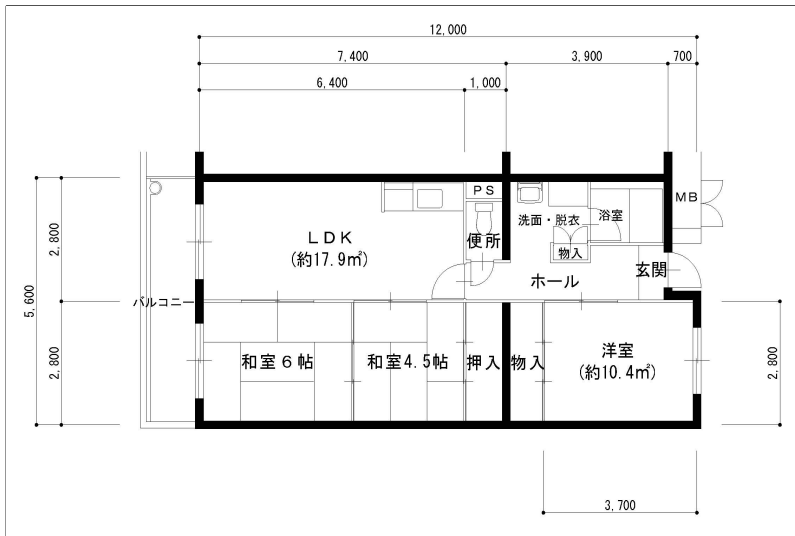 12,000
7,400
3,900
700
6,400
1,000
PS
MB
洗面・脱衣
浴室
LDK
(約17.9㎡)
便所
物入
ホール
玄関
バルコニー
2,800
5,600
2,800
2,800
和室6帖
和室4.5帖
押入
物入
洋室
(約10.4㎡)
3,700